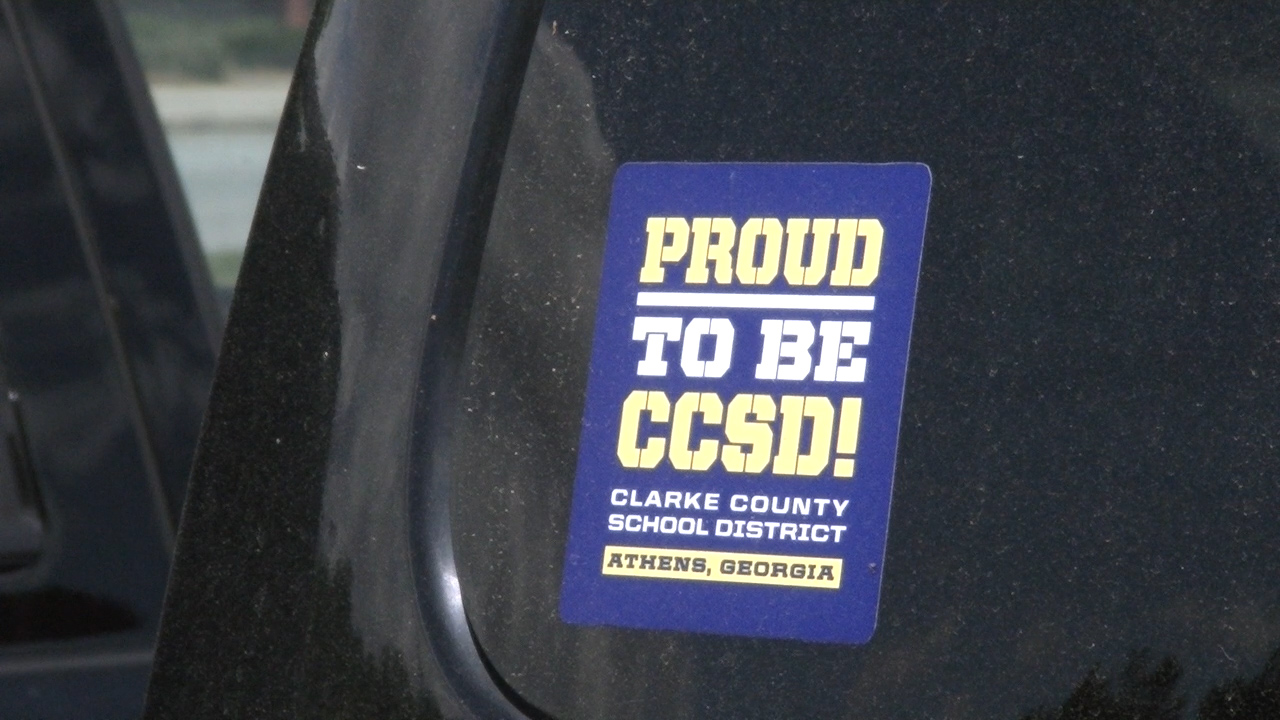 PROUD
TO BE
CCSD!
CLARKE COUNTY
SCHOOL DISTRICT
ATHENS, GEORGIA